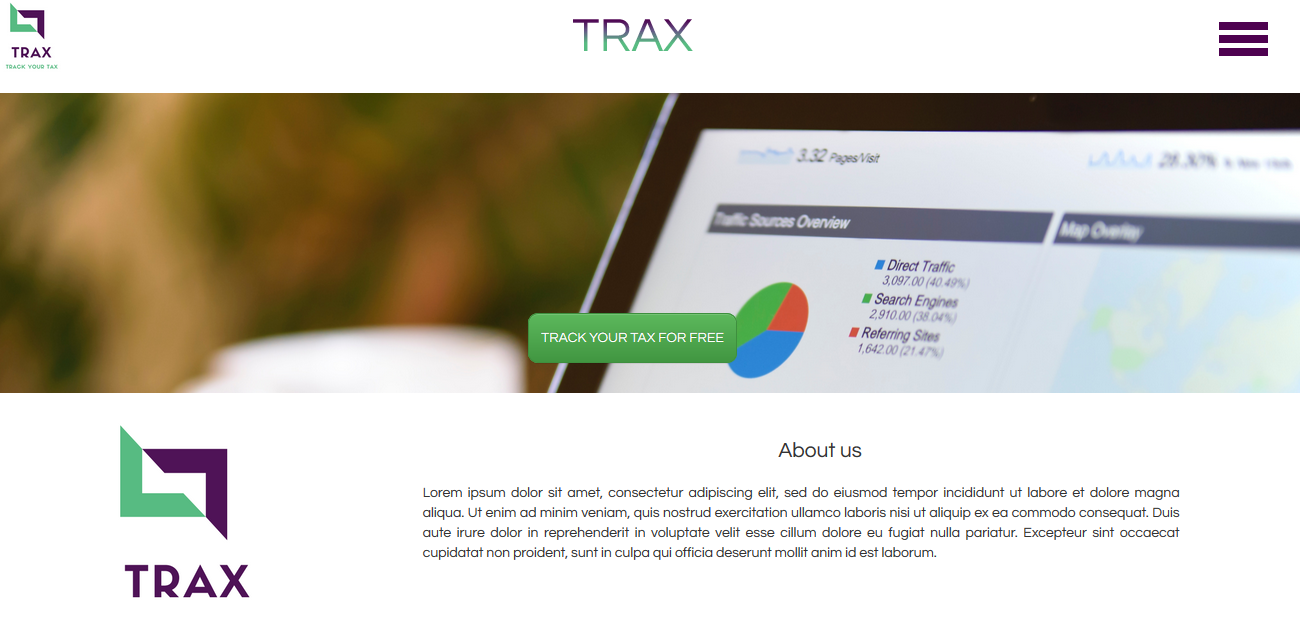 TRAX
TRACK YOUR TAX
TRAX
3.32 Pages/Visit
28.30%
Traffic Sources Overview
Map Overlay
Direct Traffic
3,097.00 (40.49%)
Search Engines
2,910.00 (38.04%)
Referring Sites
1,642.00 (21.47%)
TRACK YOUR TAX FOR FREE
About us
Lorem ipsum dolor sit amet, consectetur adipiscing elit, sed do eiusmod tempor incididunt ut labore et dolore magna
aliqua. Ut enim ad minim veniam, quis nostrud exercitation ullamco laboris nisi ut aliquip ex ea commodo consequat. Duis
aute irure dolor in reprehenderit in voluptate velit esse cillum dolore eu fugiat nulla pariatur. Excepteur sint occaecat
cupidatat non proident, sunt in culpa qui officia deserunt mollit anim id est laborum.
TRAX